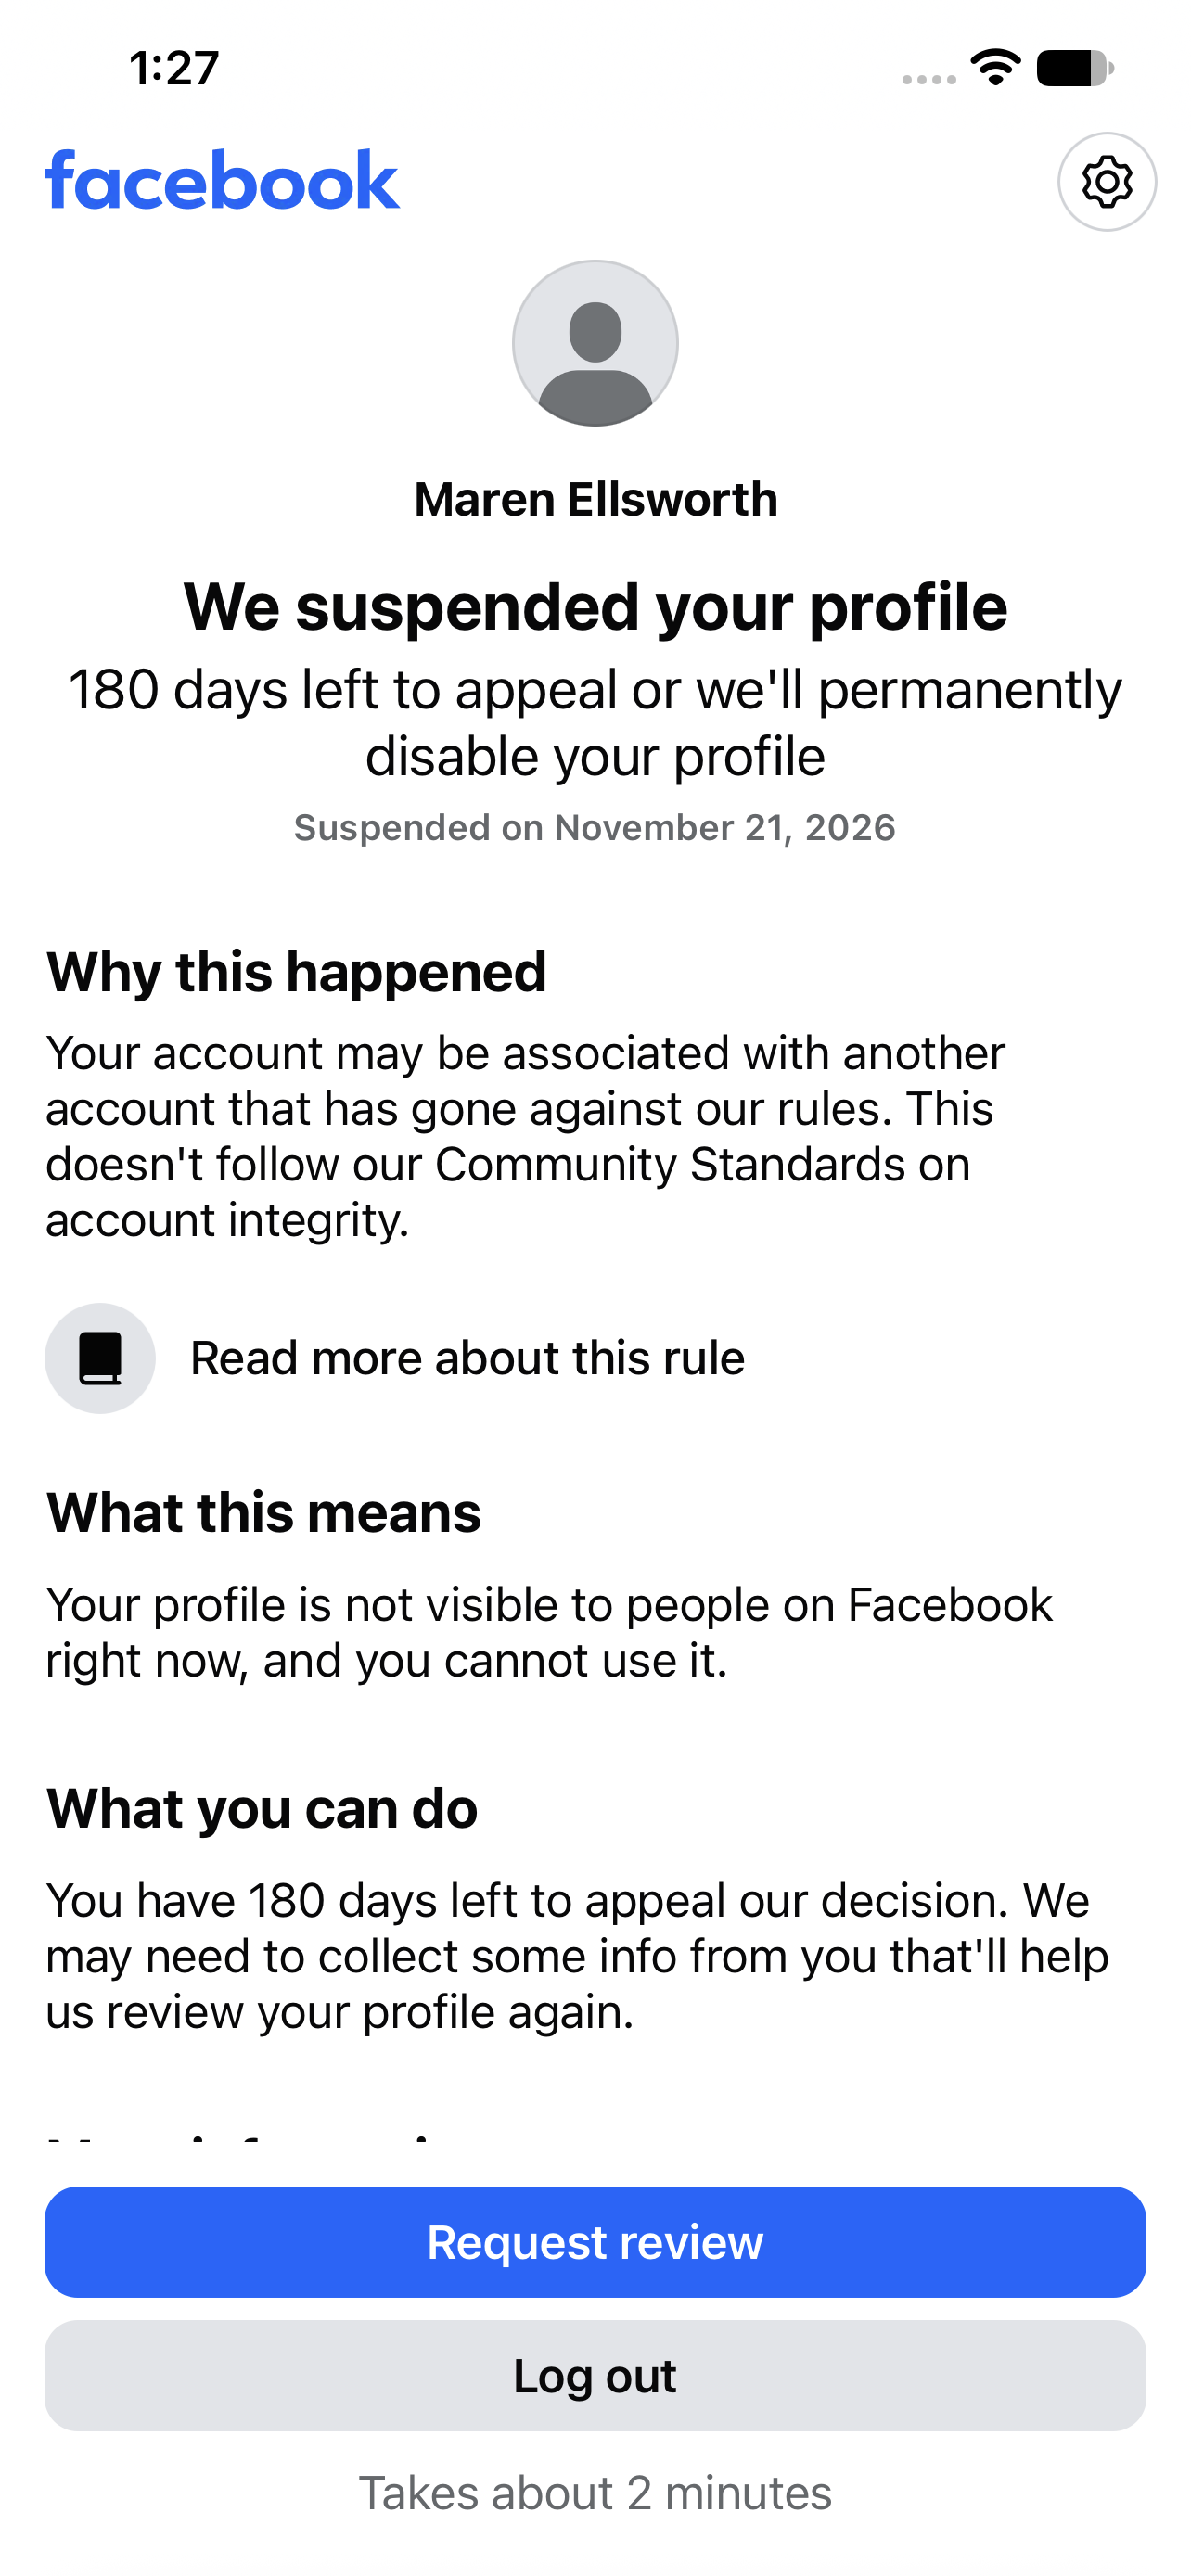 1:27
facebook
Maren Ellsworth
We suspended your profile
180 days left to appeal or we'll permanently
disable your profile
Suspended on November 21, 2026
Why this happened
Your account may be associated with another
account that has gone against our rules. This
doesn't follow our Community Standards on
account integrity.
Read more about this rule
What this means
Your profile is not visible to people on Facebook
right now, and you cannot use it.
What you can do
You have 180 days left to appeal our decision. We
may need to collect some info from you that'll help
us review your profile again.
Request review
Log out
Takes about 2 minutes